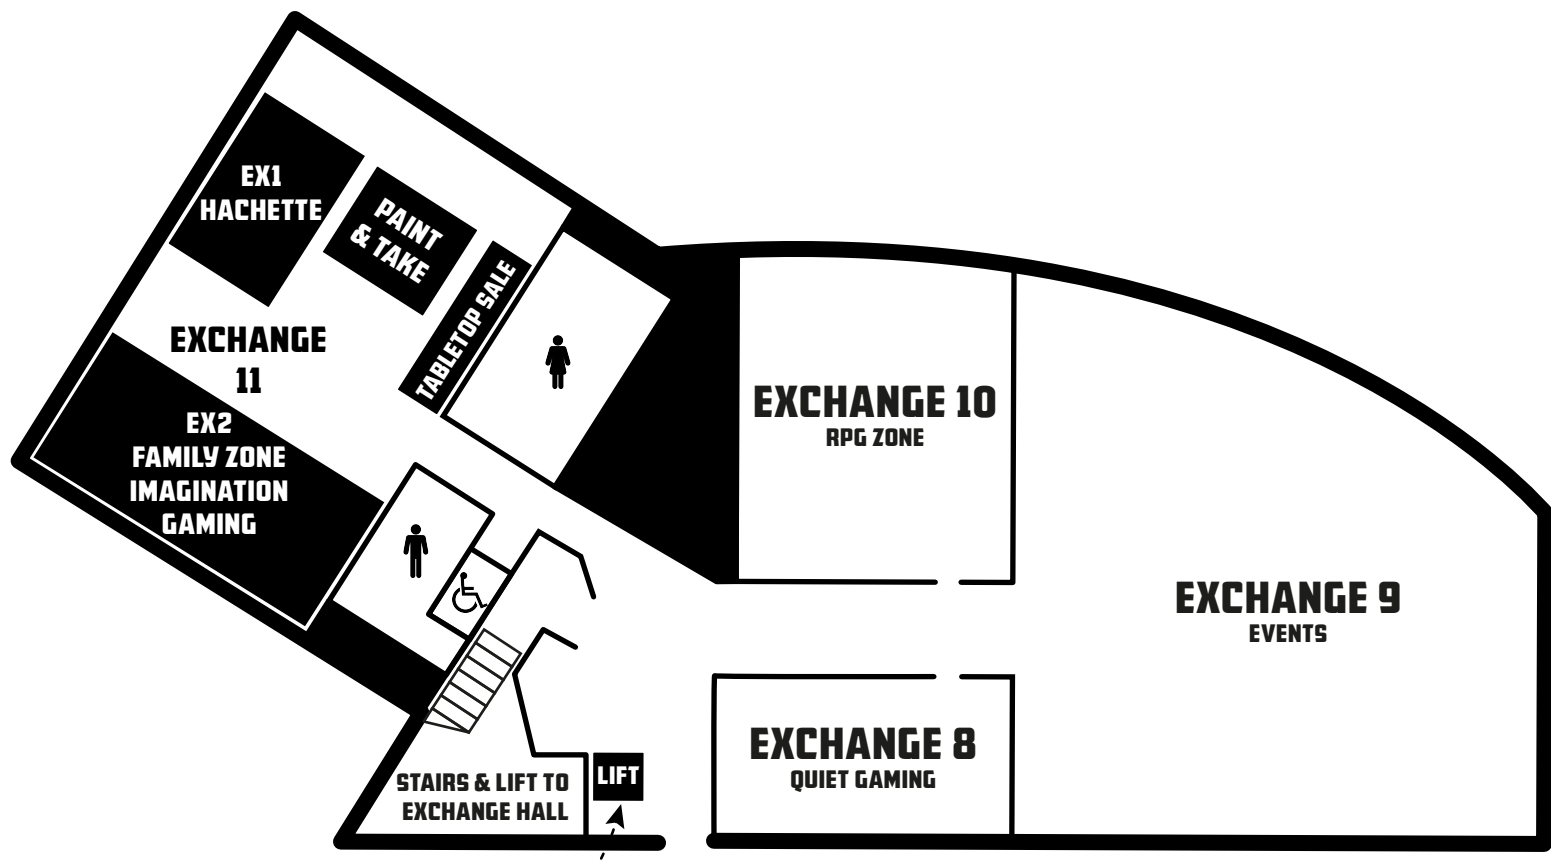 EX1
HACHETTE
PAINT
& TAKE
TABLETOP SALE
EXCHANGE
11
EX2
FAMILY ZONE
IMAGINATION
GAMING
EXCHANGE 10
RPG ZONE
EXCHANGE 9
EVENTS
EXCHANGE 8
QUIET GAMING
LIFT
STAIRS & LIFT TO
EXCHANGE HALL